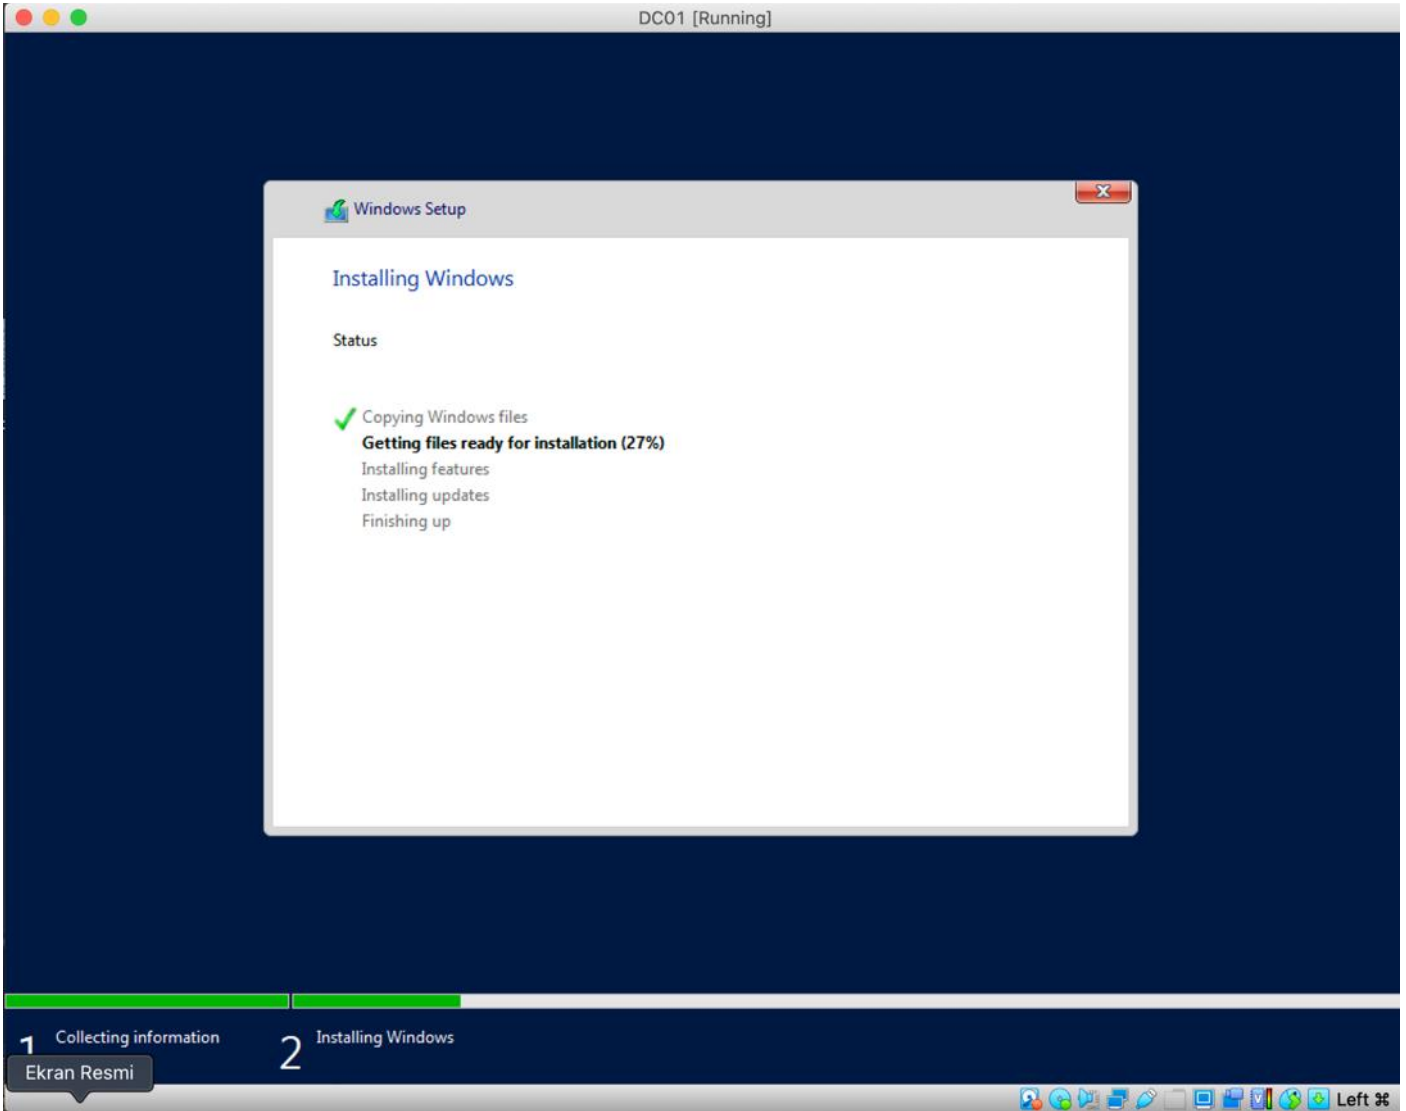 DC01 [Running]
Windows Setup
Installing Windows
Status
Copying Windows files
Getting files ready for installation (27%)
Installing features
Installing updates
Finishing up
1 Collecting information
2 Installing Windows
Ekran Resmi
Left ⌘